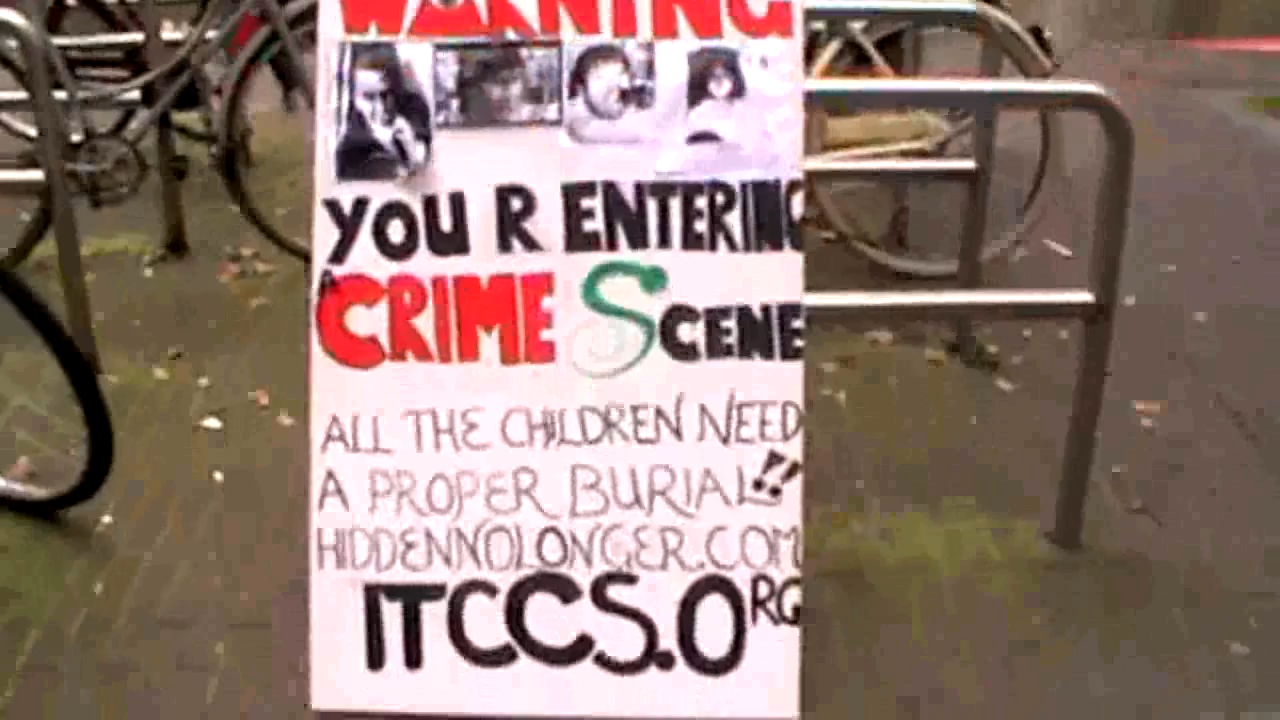 WARNING
YOU R ENTERING
A CRIME SCENE
ALL THE CHILDREN NEED
A PROPER BURIAL!!
HIDDENNOLONGER.COM
ITCCS.ORG